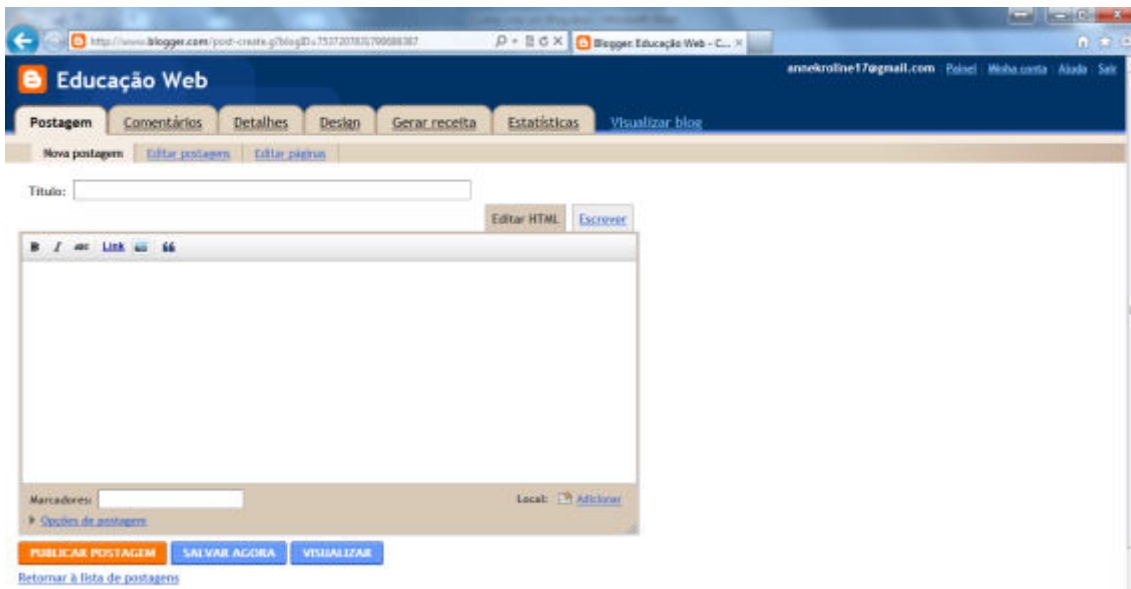 http://www.blogger.com/post-create.g?blogID=
Blogger: Educação Web - C...
Educação Web
annekroline17@gmail.com Painel Minha conta Ajuda Sair
Postagem Comentários Detalhes Design Gerar receita Estatísticas Visualizar blog
Nova postagem Editar postagem Editar páginas
Título:
Editar HTML Escrever
B I ABC Link
Marcadores: Local: Adicionar
Opções de postagem
PUBLICAR POSTAGEM SALVAR AGORA VISUALIZAR
Retornar à lista de postagens